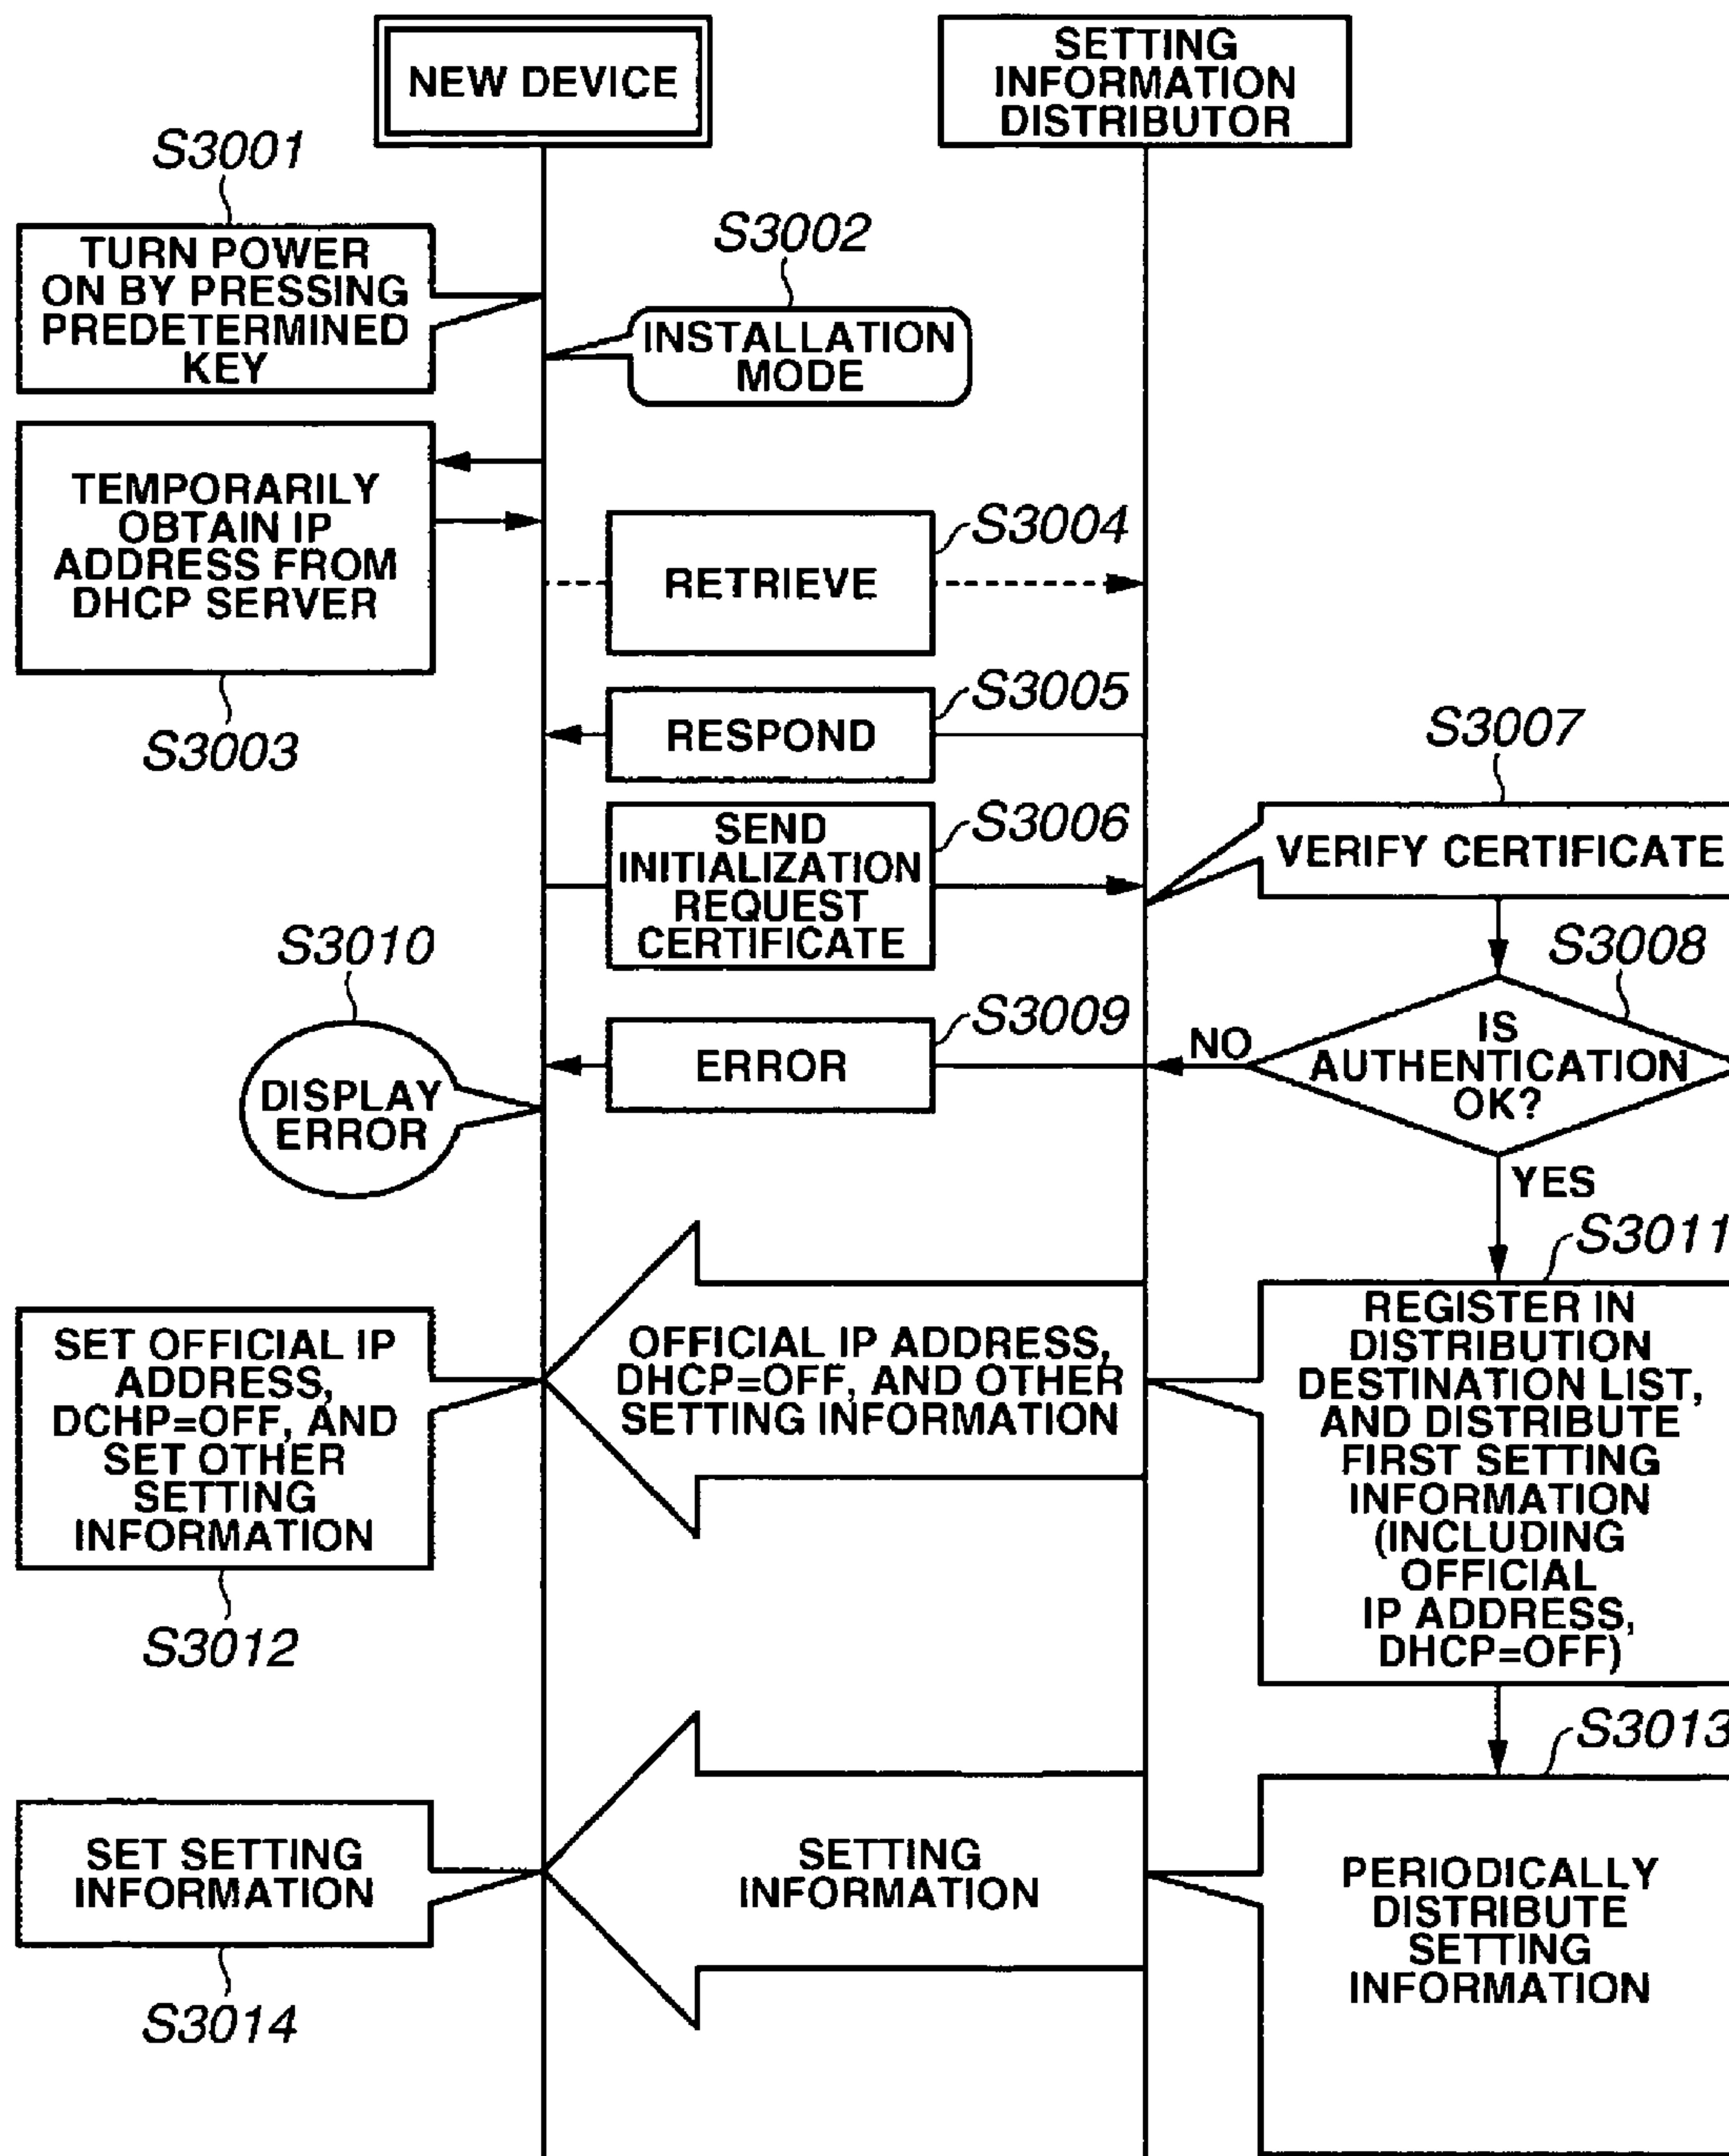 NEW DEVICE
SETTING
INFORMATION
DISTRIBUTOR
S3001
TURN POWER
ON BY PRESSING
PREDETERMINED
KEY
S3002
INSTALLATION
MODE
TEMPORARILY
OBTAIN IP
ADDRESS FROM
DHCP SERVER
S3003
S3004
RETRIEVE
S3005
RESPOND
S3006
SEND
INITIALIZATION
REQUEST
CERTIFICATE
S3007
VERIFY CERTIFICATE
S3008
IS
AUTHENTICATION
OK?
NO
YES
S3009
ERROR
S3010
DISPLAY
ERROR
S3011
REGISTER IN
DISTRIBUTION
DESTINATION LIST,
AND DISTRIBUTE
FIRST SETTING
INFORMATION
(INCLUDING
OFFICIAL
IP ADDRESS,
DHCP=OFF)
OFFICIAL IP ADDRESS,
DHCP=OFF, AND OTHER
SETTING INFORMATION
SET OFFICIAL IP
ADDRESS,
DCHP=OFF, AND
SET OTHER
SETTING
INFORMATION
S3012
S3013
PERIODICALLY
DISTRIBUTE
SETTING
INFORMATION
SETTING
INFORMATION
SET SETTING
INFORMATION
S3014